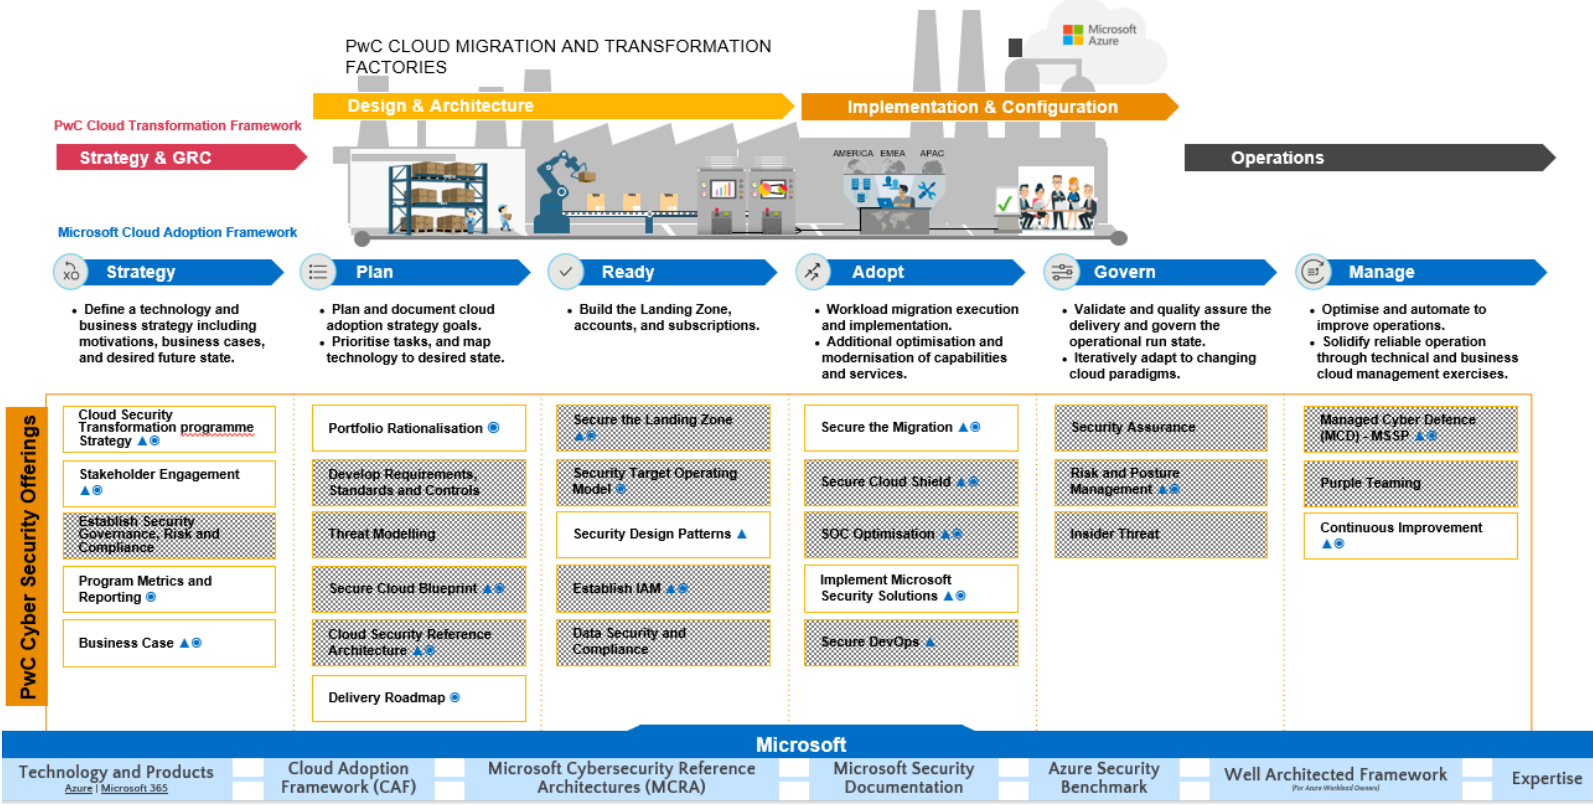 PwC CLOUD MIGRATION AND TRANSFORMATION
FACTORIES
Microsoft
Azure
Design & Architecture
Implementation & Configuration
PwC Cloud Transformation Framework
Strategy & GRC
AMERICA EMEA APAC
Operations
Microsoft Cloud Adoption Framework
XO
Strategy
Plan
Ready
Adopt
Govern
Manage
• Define a technology and
business strategy including
motivations, business cases,
and desired future state.
• Plan and document cloud
adoption strategy goals.
• Prioritise tasks, and map
technology to desired state.
• Build the Landing Zone,
accounts, and subscriptions.
• Workload migration execution
and implementation.
• Additional optimisation and
modernisation of capabilities
and services.
• Validate and quality assure the
delivery and govern the
operational run state.
• Iteratively adapt to changing
cloud paradigms.
• Optimise and automate to
improve operations.
• Solidify reliable operation
through technical and business
cloud management exercises.
PwC Cyber Security Offerings
Cloud Security
Transformation programme
Strategy
Stakeholder Engagement
Establish Security
Governance, Risk and
Compliance
Program Metrics and
Reporting
Business Case
Portfolio Rationalisation
Develop Requirements,
Standards and Controls
Threat Modelling
Secure Cloud Blueprint
Cloud Security Reference
Architecture
Delivery Roadmap
Secure the Landing Zone
Security Target Operating
Model
Security Design Patterns
Establish IAM
Data Security and
Compliance
Secure the Migration
Secure Cloud Shield
SOC Optimisation
Implement Microsoft
Security Solutions
Secure DevOps
Security Assurance
Risk and Posture
Management
Insider Threat
Managed Cyber Defence
(MCD) - MSSP
Purple Teaming
Continuous Improvement
Microsoft
Technology and Products
Azure | Microsoft 365
Cloud Adoption
Framework (CAF)
Microsoft Cybersecurity Reference
Architectures (MCRA)
Microsoft Security
Documentation
Azure Security
Benchmark
Well Architected Framework
(For Azure Workload Owners)
Expertise